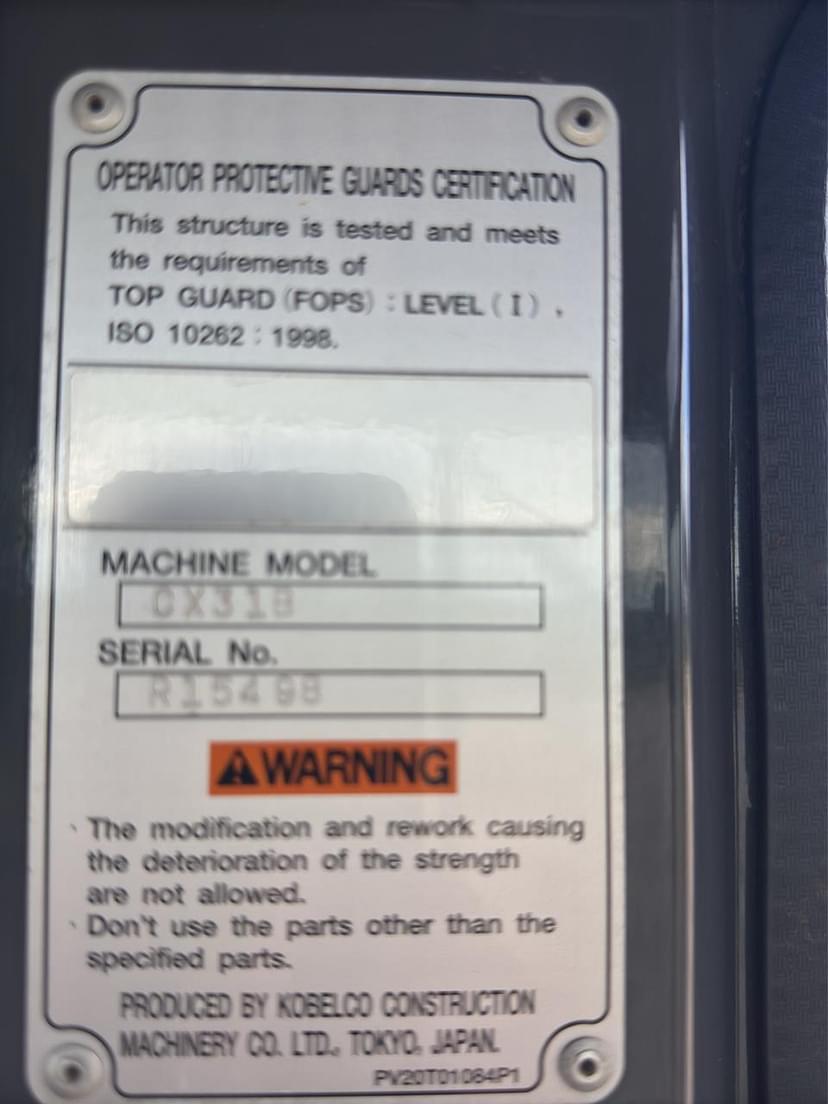 OPERATOR PROTECTIVE GUARDS CERTIFICATION
This structure is tested and meets
the requirements of
TOP GUARD (FOPS) : LEVEL ( I ) ,
ISO 10262 : 1998.
MACHINE MODEL
CX31B
SERIAL No.
R15498
WARNING
· The modification and rework causing
the deterioration of the strength
are not allowed.
· Don't use the parts other than the
specified parts.
PRODUCED BY KOBELCO CONSTRUCTION
MACHINERY CO. LTD., TOKYO, JAPAN.
PV20T01084P1